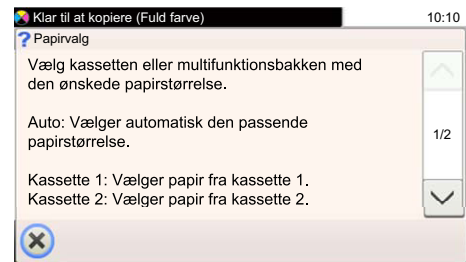 Klar til at kopiere (Fuld farve) 10:10
? Papirvalg
Vælg kassetten eller multifunktionsbakken med
den ønskede papirstørrelse.
Auto: Vælger automatisk den passende
papirstørrelse.
1/2
Kassette 1: Vælger papir fra kassette 1.
Kassette 2: Vælger papir fra kassette 2.